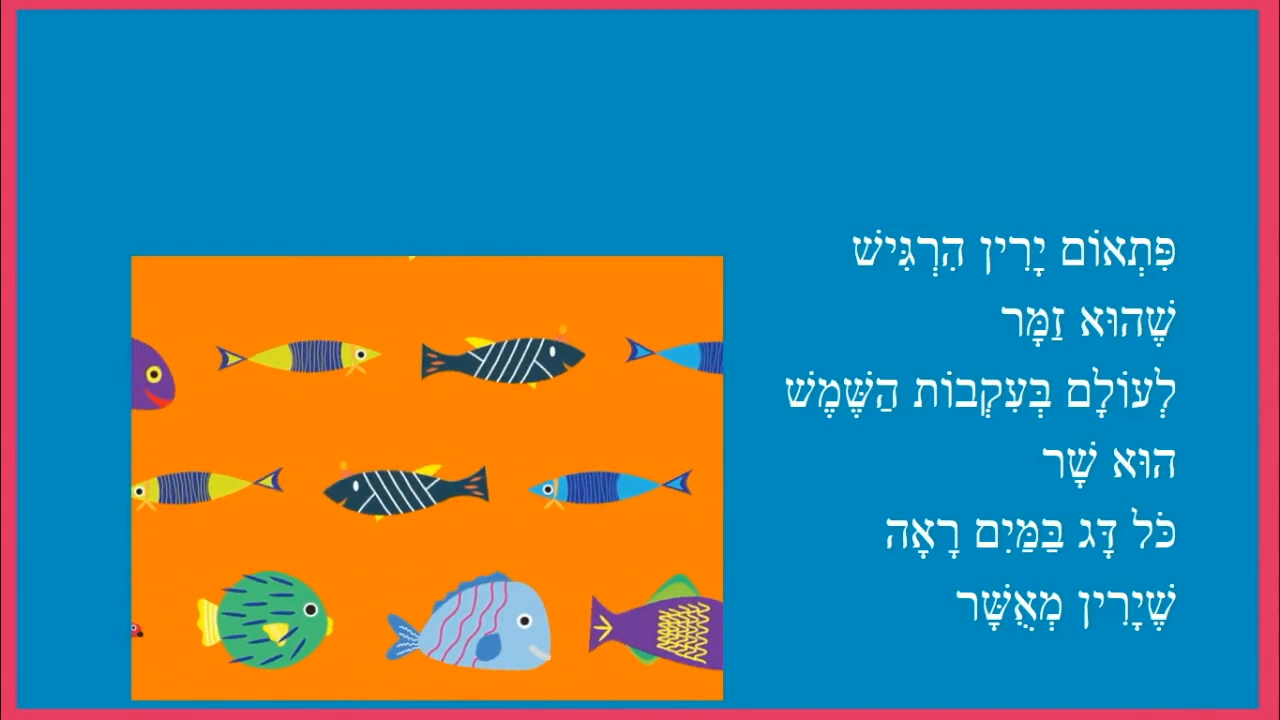 פִּתְאוֹם יָרִין הִרְגִּישׁ
שֶׁהוּא זַמָּר
לְעוֹלָם בְּעִקְבוֹת הַשֶּׁמֶשׁ
הוּא שָׁר
כֹּל דָּג בַּמַּיִם רָאָה
שֶׁיָרִין מְאֻשָּׁר